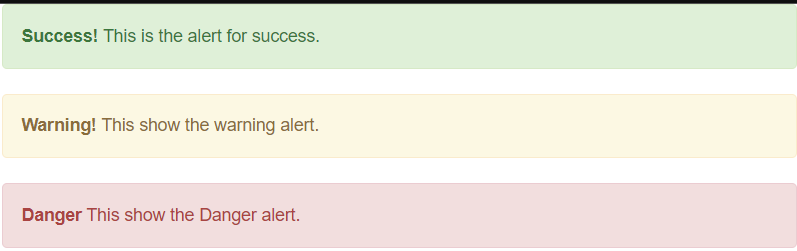 Success! This is the alert for success.
Warning! This show the warning alert.
Danger This show the Danger alert.